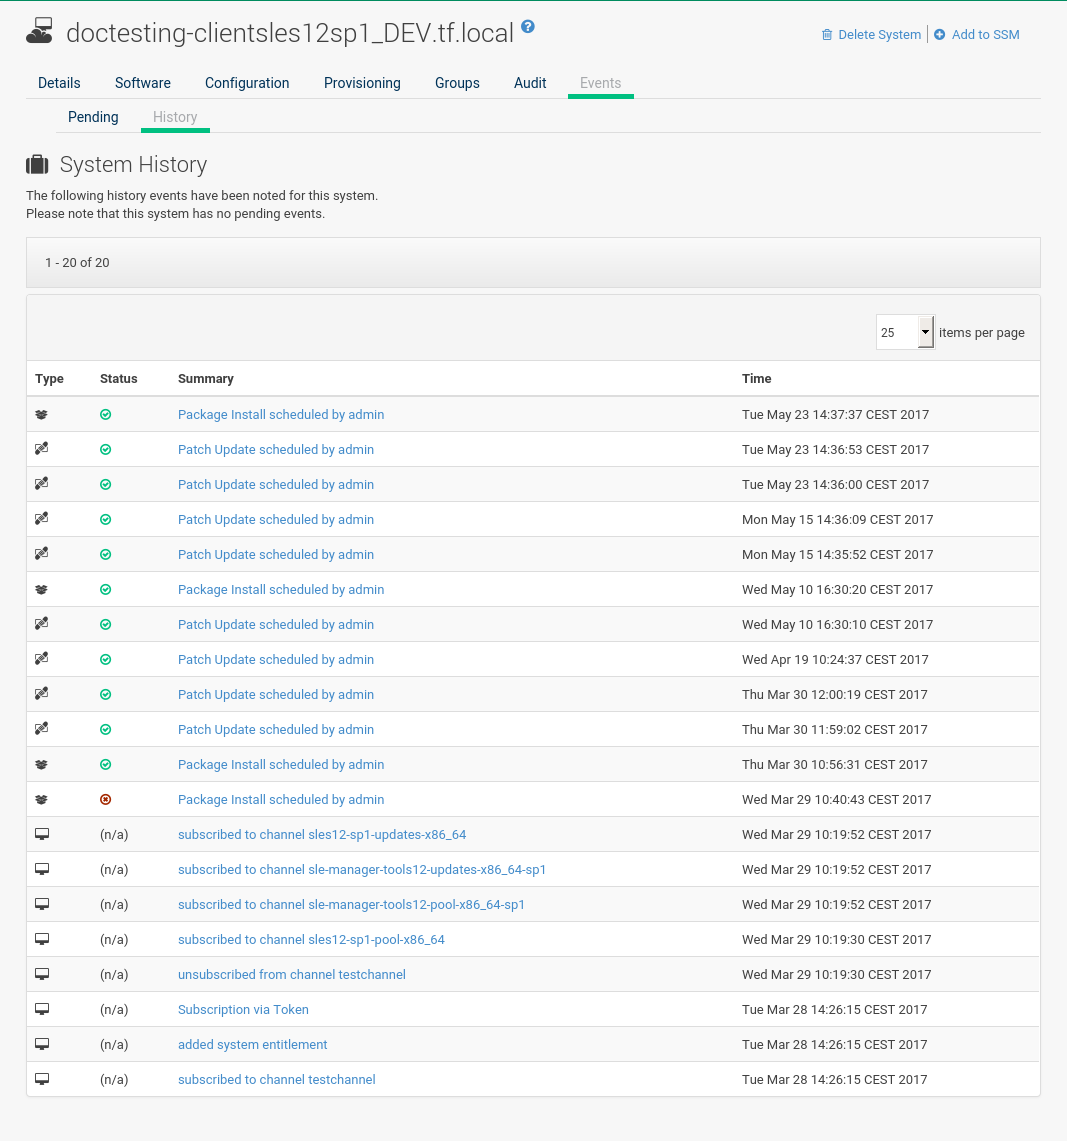 doctesting-clientsles12sp1_DEV.tf.local ?
Delete System | Add to SSM
Details Software Configuration Provisioning Groups Audit Events
Pending History
System History
The following history events have been noted for this system.
Please note that this system has no pending events.
1 - 20 of 20
25 items per page
Type Status Summary Time
Package Install scheduled by admin Tue May 23 14:37:37 CEST 2017
Patch Update scheduled by admin Tue May 23 14:36:53 CEST 2017
Patch Update scheduled by admin Tue May 23 14:36:00 CEST 2017
Patch Update scheduled by admin Mon May 15 14:36:09 CEST 2017
Patch Update scheduled by admin Mon May 15 14:35:52 CEST 2017
Package Install scheduled by admin Wed May 10 16:30:20 CEST 2017
Patch Update scheduled by admin Wed May 10 16:30:10 CEST 2017
Patch Update scheduled by admin Wed Apr 19 10:24:37 CEST 2017
Patch Update scheduled by admin Thu Mar 30 12:00:19 CEST 2017
Patch Update scheduled by admin Thu Mar 30 11:59:02 CEST 2017
Package Install scheduled by admin Thu Mar 30 10:56:31 CEST 2017
Package Install scheduled by admin Wed Mar 29 10:40:43 CEST 2017
(n/a) subscribed to channel sles12-sp1-updates-x86_64 Wed Mar 29 10:19:52 CEST 2017
(n/a) subscribed to channel sle-manager-tools12-updates-x86_64-sp1 Wed Mar 29 10:19:52 CEST 2017
(n/a) subscribed to channel sle-manager-tools12-pool-x86_64-sp1 Wed Mar 29 10:19:52 CEST 2017
(n/a) subscribed to channel sles12-sp1-pool-x86_64 Wed Mar 29 10:19:30 CEST 2017
(n/a) unsubscribed from channel testchannel Wed Mar 29 10:19:30 CEST 2017
(n/a) Subscription via Token Tue Mar 28 14:26:15 CEST 2017
(n/a) added system entitlement Tue Mar 28 14:26:15 CEST 2017
(n/a) subscribed to channel testchannel Tue Mar 28 14:26:15 CEST 2017